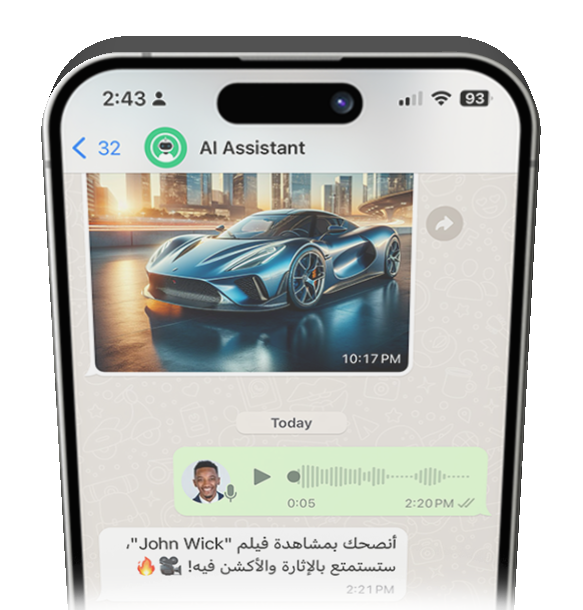 2:43
93
32
AI Assistant
10:17 PM
Today
0:05
2:20 PM
أنصحك بمشاهدة فيلم "John Wick"،
ستستمتع بالإثارة والأكشن فيه! 🎥🔥
2:21 PM